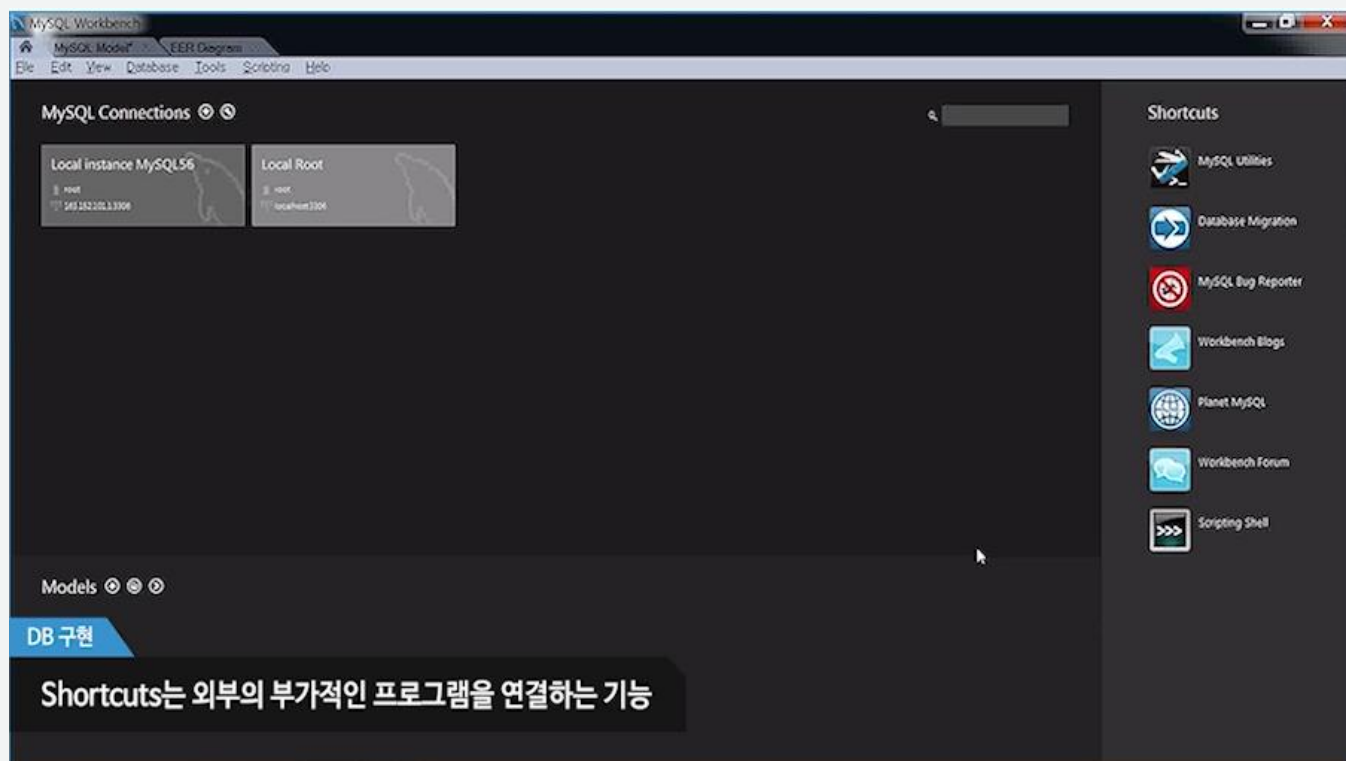 MySQL Workbench
MySQL Model* EER Diagram
File Edit View Database Tools Scripting Help
MySQL Connections
Shortcuts
Local instance MySQL56
root
Local Root
root
localhost:3306
MySQL Utilities
Database Migration
MySQL Bug Reporter
Workbench Blogs
Planet MySQL
Workbench Forum
Scripting Shell
Models
DB 구현
Shortcuts는 외부의 부가적인 프로그램을 연결하는 기능